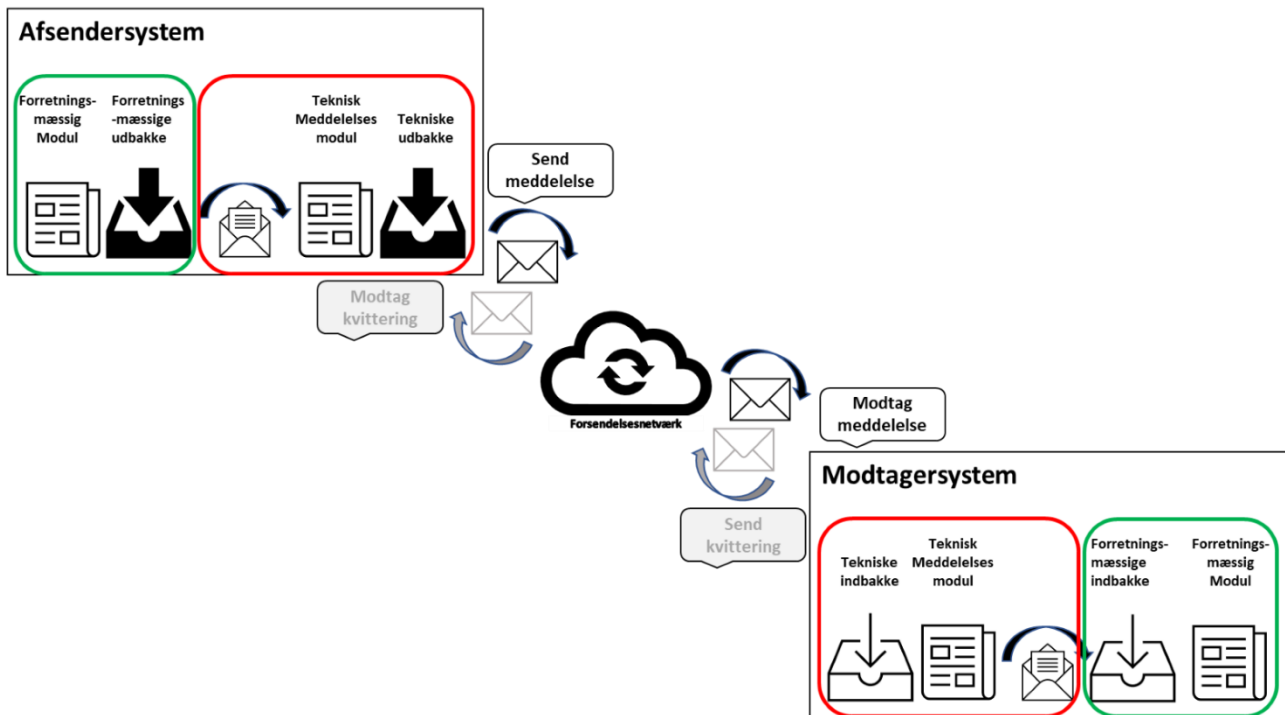 Afsendersystem
Forretnings-
mæssig
Modul
Forretnings
-mæssige
udbakke
Teknisk
Meddelelses
modul
Tekniske
udbakke
Send
meddelelse
Modtag
kvittering
Forsendelsesnetværk
Modtag
meddelelse
Send
kvittering
Modtagersystem
Tekniske
indbakke
Teknisk
Meddelelses
modul
Forretnings-
mæssige
indbakke
Forretnings-
mæssig
Modul